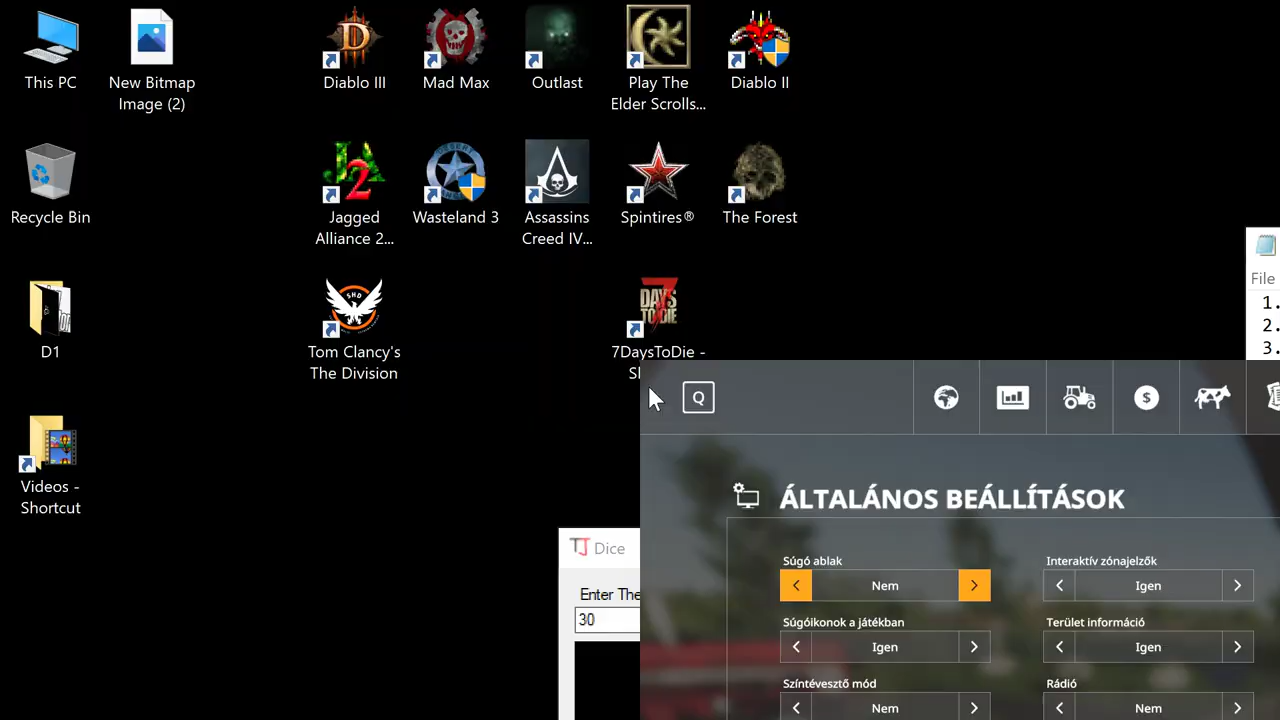 This PC
New Bitmap
Image (2)
Diablo III
Mad Max
Outlast
Play The
Elder Scrolls...
Diablo II
Recycle Bin
Jagged
Alliance 2...
Wasteland 3
Assassins
Creed IV...
Spintires®
The Forest
D1
Tom Clancy's
The Division
7DaysToDie -
File
1.
2.
3.
Videos -
Shortcut
Dice
Enter The
30
Q
ÁLTALÁNOS BEÁLLÍTÁSOK
Súgó ablak
Nem
Interaktív zónajelzők
Igen
Súgóikonok a játékban
Igen
Terület információ
Igen
Színtévesztő mód
Nem
Rádió
Nem